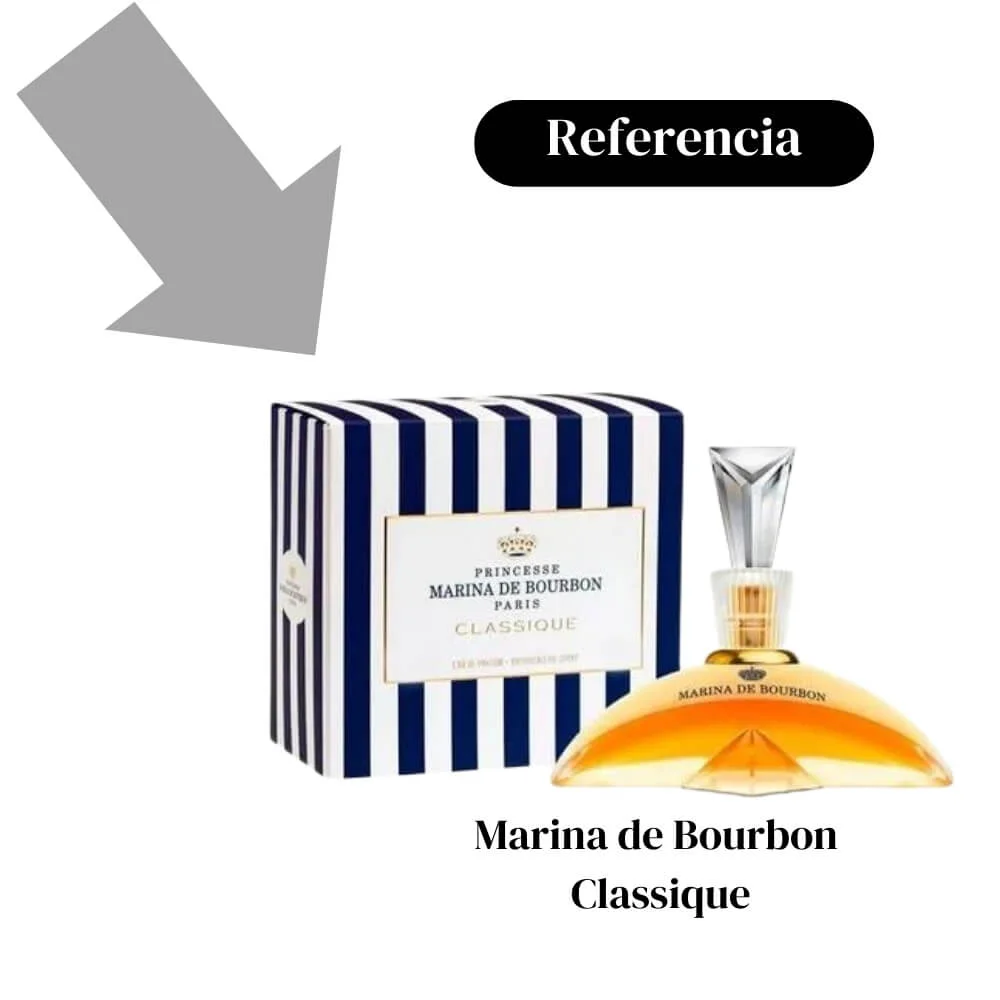 Referencia
PRINCESSE
MARINA DE BOURBON
PARIS
CLASSIQUE
MARINA DE BOURBON
Marina de Bourbon
Classique